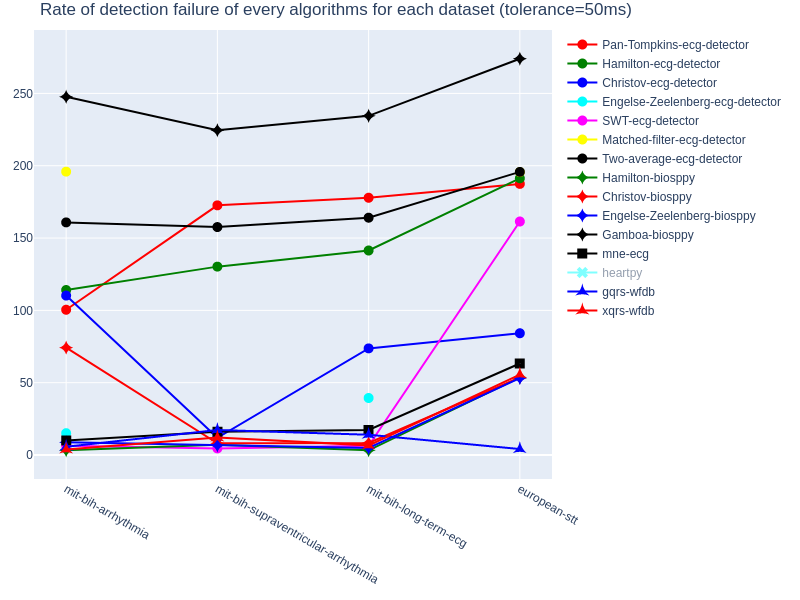 Rate of detection failure of every algorithms for each dataset (tolerance=50ms)
250
200
150
100
50
0
mit-bih-arrhythmia
mit-bih-supraventricular-arrhythmia
mit-bih-long-term-ecg
european-stt
Pan-Tompkins-ecg-detector
Hamilton-ecg-detector
Christov-ecg-detector
Engelse-Zeelenberg-ecg-detector
SWT-ecg-detector
Matched-filter-ecg-detector
Two-average-ecg-detector
Hamilton-biosppy
Christov-biosppy
Engelse-Zeelenberg-biosppy
Gamboa-biosppy
mne-ecg
heartpy
gqrs-wfdb
xqrs-wfdb